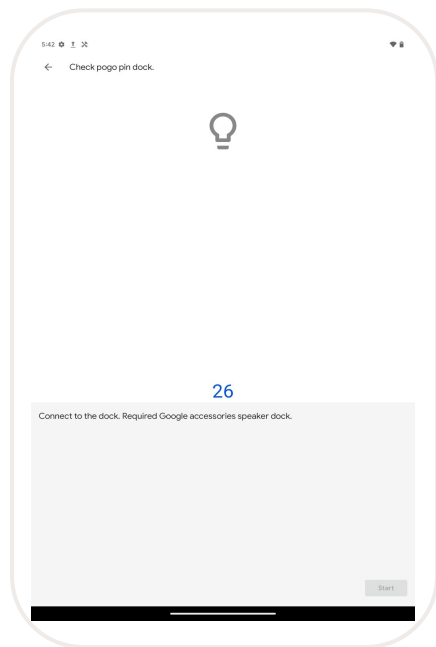 5:42
Check pogo pin dock.
26
Connect to the dock. Required Google accessories speaker dock.
Start